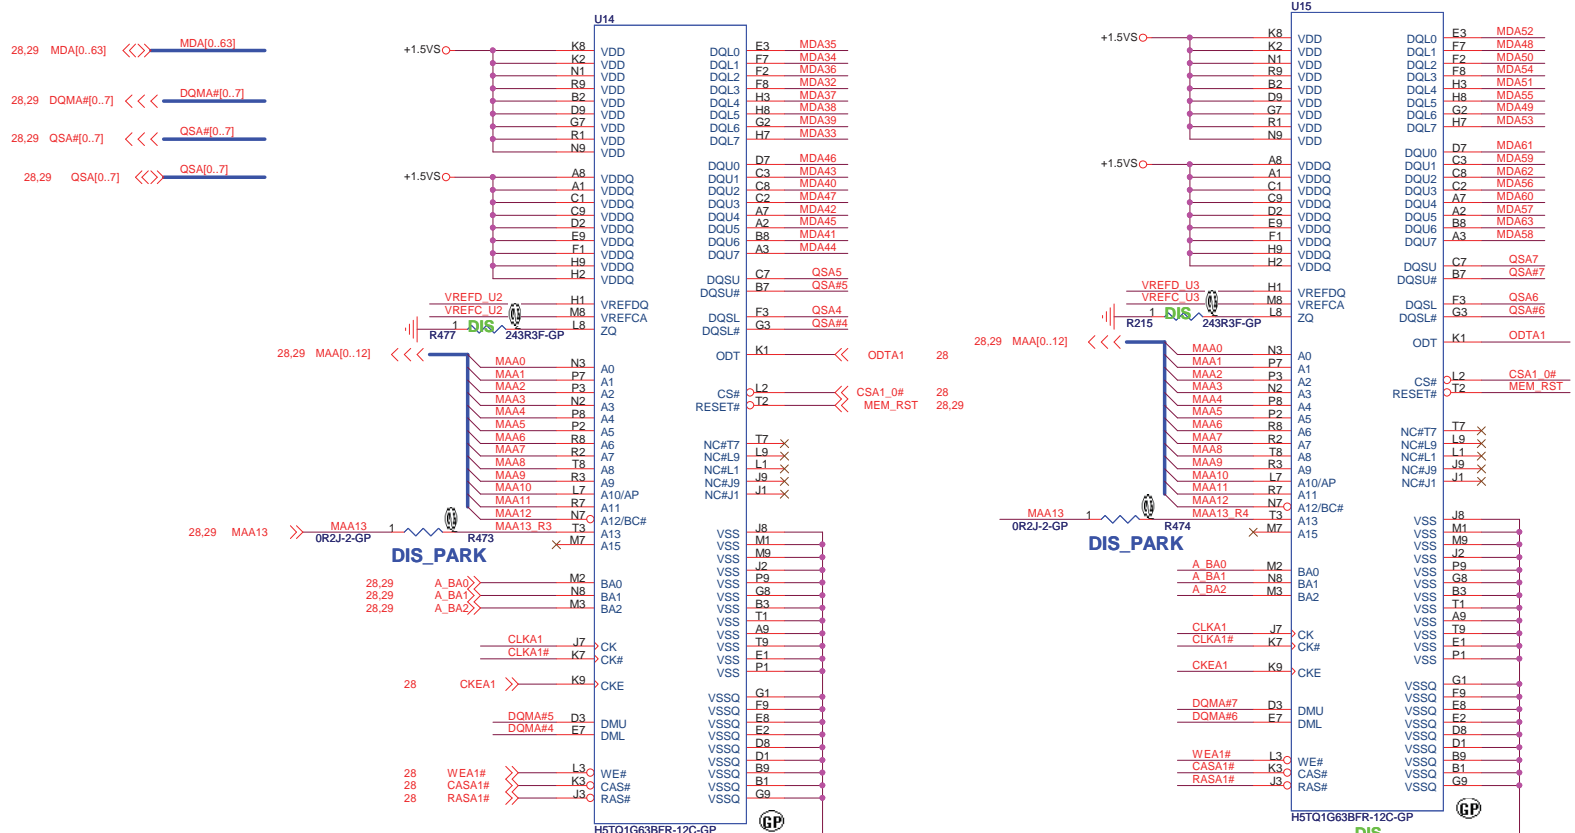 28,29 MDA[0..63] MDA[0..63]
28,29 DQMA#[0..7] DQMA#[0..7]
28,29 QSA#[0..7] QSA#[0..7]
28,29 QSA[0..7] QSA[0..7]
U14
+1.5VS K8 VDD
K2 VDD
N1 VDD
R9 VDD
B2 VDD
D9 VDD
G7 VDD
R1 VDD
N9 VDD
+1.5VS A8 VDDQ
A1 VDDQ
C1 VDDQ
C9 VDDQ
D2 VDDQ
E9 VDDQ
F1 VDDQ
H9 VDDQ
H2 VDDQ
VREFD_U2 H1 VREFDQ
VREFC_U2 M8 VREFCA
1 DIS 2 L8 ZQ
R477 243R3F-GP
28,29 MAA[0..12]
MAA0 N3 A0
MAA1 P7 A1
MAA2 P3 A2
MAA3 N2 A3
MAA4 P8 A4
MAA5 P2 A5
MAA6 R8 A6
MAA7 R2 A7
MAA8 T8 A8
MAA9 R3 A9
MAA10 L7 A10/AP
MAA11 R7 A11
MAA12 N7 A12/BC#
28,29 MAA13 MAA13 1 MAA13_R3 T3 A13
0R2J-2-GP R473 M7 A15
DIS_PARK
28,29 A_BA0 M2 BA0
28,29 A_BA1 N8 BA1
28,29 A_BA2 M3 BA2
CLKA1 J7 CK
CLKA1# K7 CK#
28 CKEA1 K9 CKE
DQMA#5 D3 DMU
DQMA#4 E7 DML
28 WEA1# L3 WE#
28 CASA1# K3 CAS#
28 RASA1# J3 RAS#
DQL0 E3 MDA35
DQL1 F7 MDA34
DQL2 F2 MDA36
DQL3 F8 MDA32
DQL4 H3 MDA37
DQL5 H8 MDA38
DQL6 G2 MDA39
DQL7 H7 MDA33
DQU0 D7 MDA46
DQU1 C3 MDA43
DQU2 C8 MDA40
DQU3 C2 MDA47
DQU4 A7 MDA42
DQU5 A2 MDA45
DQU6 B8 MDA41
DQU7 A3 MDA44
DQSU C7 QSA5
DQSU# B7 QSA#5
DQSL F3 QSA4
DQSL# G3 QSA#4
ODT K1 ODTA1 28
CS# L2 CSA1_0# 28
RESET# T2 MEM_RST 28,29
NC#T7 T7
NC#L9 L9
NC#L1 L1
NC#J9 J9
NC#J1 J1
VSS J8
VSS M1
VSS M9
VSS J2
VSS P9
VSS G8
VSS B3
VSS T1
VSS A9
VSS T9
VSS E1
VSS P1
VSSQ G1
VSSQ F9
VSSQ E8
VSSQ E2
VSSQ D8
VSSQ D1
VSSQ B9
VSSQ B1
VSSQ G9
GP
H5TQ1G63BFR-12C-GP
U15
+1.5VS K8 VDD
K2 VDD
N1 VDD
R9 VDD
B2 VDD
D9 VDD
G7 VDD
R1 VDD
N9 VDD
+1.5VS A8 VDDQ
A1 VDDQ
C1 VDDQ
C9 VDDQ
D2 VDDQ
E9 VDDQ
F1 VDDQ
H9 VDDQ
H2 VDDQ
VREFD_U3 H1 VREFDQ
VREFC_U3 M8 VREFCA
1 DIS 2 L8 ZQ
R215 243R3F-GP
28,29 MAA[0..12]
MAA0 N3 A0
MAA1 P7 A1
MAA2 P3 A2
MAA3 N2 A3
MAA4 P8 A4
MAA5 P2 A5
MAA6 R8 A6
MAA7 R2 A7
MAA8 T8 A8
MAA9 R3 A9
MAA10 L7 A10/AP
MAA11 R7 A11
MAA12 N7 A12/BC#
MAA13 1 MAA13_R4 T3 A13
0R2J-2-GP R474 M7 A15
DIS_PARK
A_BA0 M2 BA0
A_BA1 N8 BA1
A_BA2 M3 BA2
CLKA1 J7 CK
CLKA1# K7 CK#
CKEA1 K9 CKE
DQMA#7 D3 DMU
DQMA#6 E7 DML
WEA1# L3 WE#
CASA1# K3 CAS#
RASA1# J3 RAS#
DQL0 E3 MDA52
DQL1 F7 MDA48
DQL2 F2 MDA50
DQL3 F8 MDA54
DQL4 H3 MDA51
DQL5 H8 MDA55
DQL6 G2 MDA49
DQL7 H7 MDA53
DQU0 D7 MDA61
DQU1 C3 MDA59
DQU2 C8 MDA62
DQU3 C2 MDA56
DQU4 A7 MDA60
DQU5 A2 MDA57
DQU6 B8 MDA63
DQU7 A3 MDA58
DQSU C7 QSA7
DQSU# B7 QSA#7
DQSL F3 QSA6
DQSL# G3 QSA#6
ODT K1 ODTA1
CS# L2 CSA1_0#
RESET# T2 MEM_RST
NC#T7 T7
NC#L9 L9
NC#L1 L1
NC#J9 J9
NC#J1 J1
VSS J8
VSS M1
VSS M9
VSS J2
VSS P9
VSS G8
VSS B3
VSS T1
VSS A9
VSS T9
VSS E1
VSS P1
VSSQ G1
VSSQ F9
VSSQ E8
VSSQ E2
VSSQ D8
VSSQ D1
VSSQ B9
VSSQ B1
VSSQ G9
GP
H5TQ1G63BFR-12C-GP
DIS